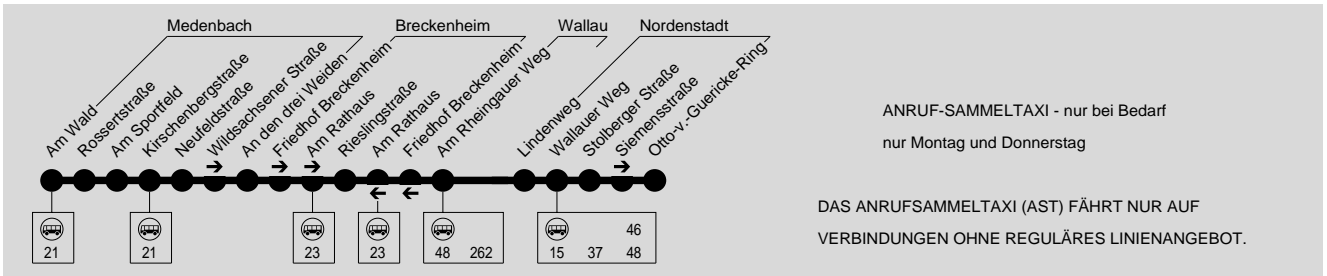 Medenbach Breckenheim Wallau Nordenstadt
Am Wald
Rossertstraße
Am Sportfeld
Kirschenbergstraße
Neufeldstraße
Wildsachsener Straße
An den drei Weiden
Friedhof Breckenheim
Am Rathaus
Rieslingstraße
Am Rathaus
Friedhof Breckenheim
Am Rheingauer Weg
Lindenweg
Wallauer Weg
Stolberger Straße
Siemensstraße
Otto-v.-Guericke-Ring
21
21
23
23
48 262
46
15 37 48
ANRUF-SAMMELTAXI - nur bei Bedarf
nur Montag und Donnerstag
DAS ANRUFSAMMELTAXI (AST) FÄHRT NUR AUF
VERBINDUNGEN OHNE REGULÄRES LINIENANGEBOT.